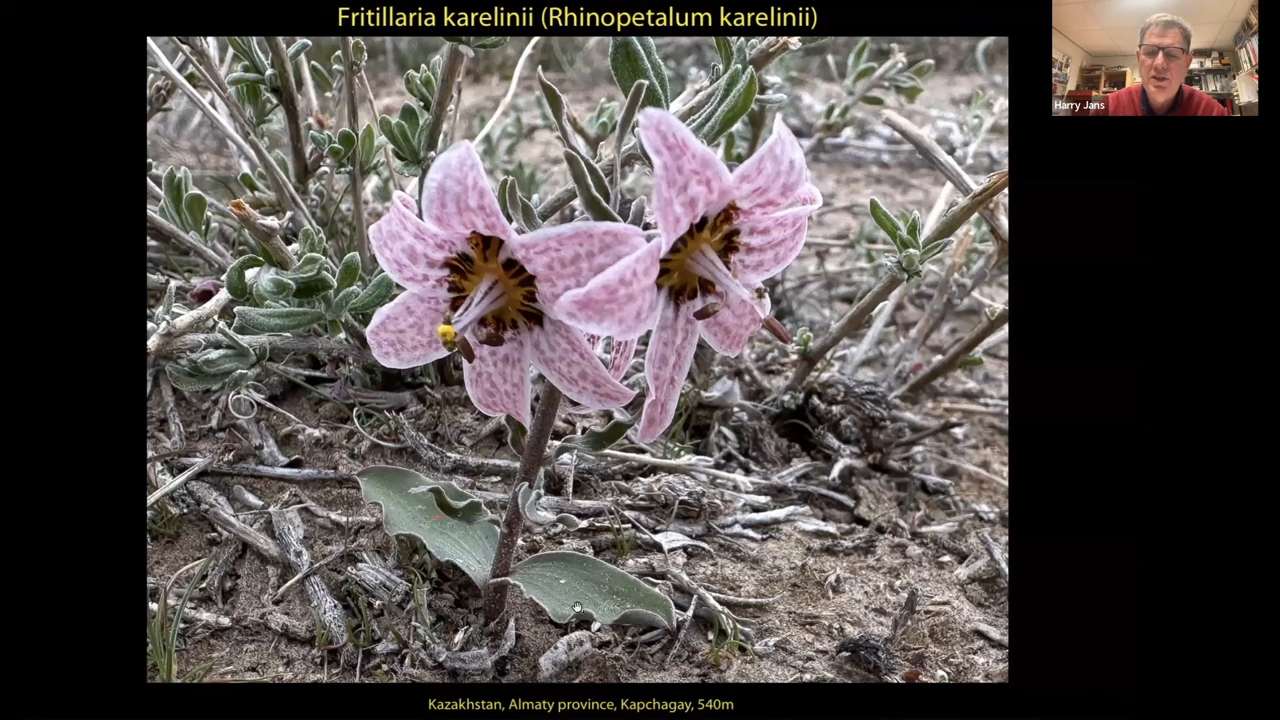 Fritillaria karelinii (Rhinopetalum karelinii)
Harry Jans
Kazakhstan, Almaty province, Kapchagay, 540m